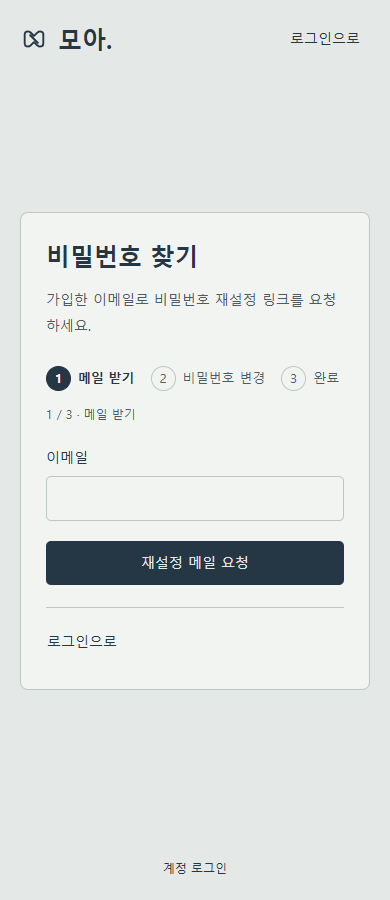 모아.
로그인으로
비밀번호 찾기
가입한 이메일로 비밀번호 재설정 링크를 요청
하세요.
1 메일 받기 2 비밀번호 변경 3 완료
1 / 3 · 메일 받기
이메일
재설정 메일 요청
로그인으로
계정 로그인